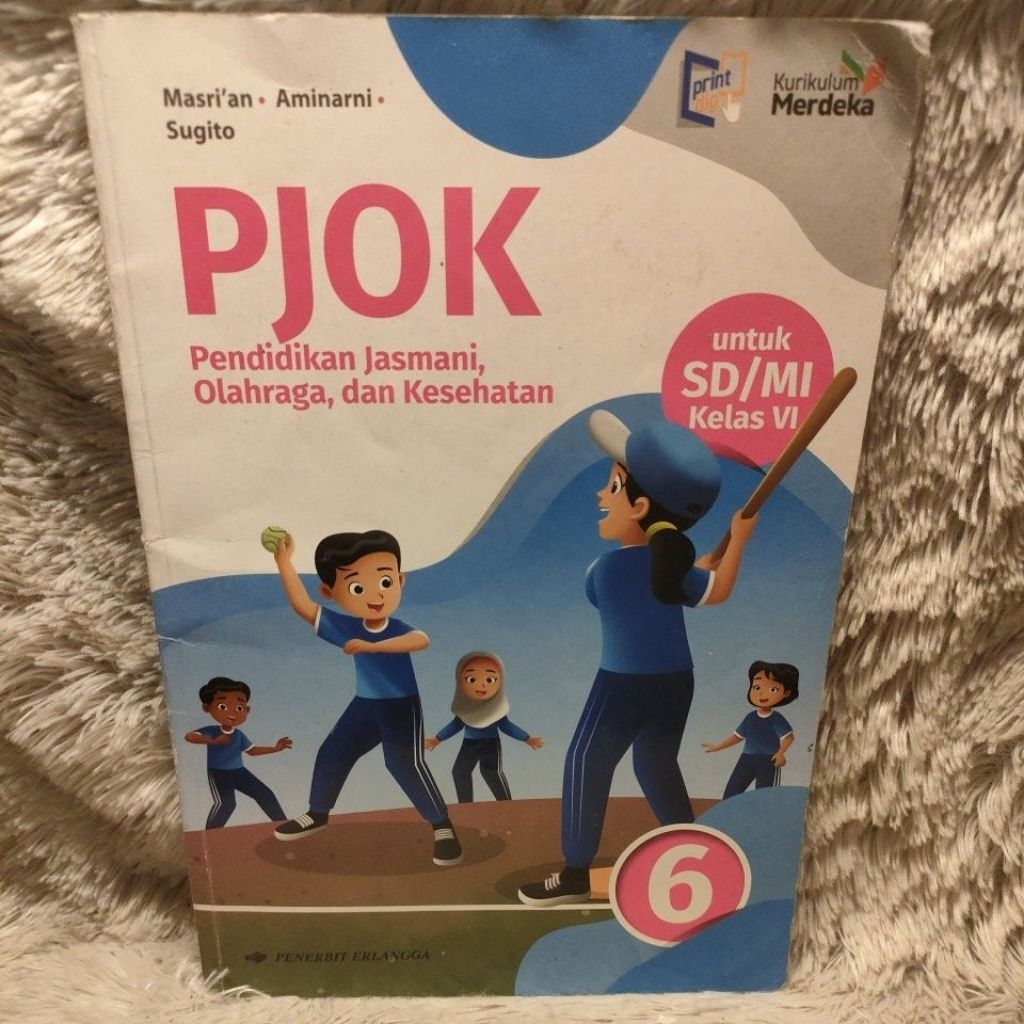 Masri'an • Aminarni •
Sugito
print
digi
Kurikulum
Merdeka
PJOK
Pendidikan Jasmani,
Olahraga, dan Kesehatan
untuk
SD/MI
Kelas VI
6
PENERBIT ERLANGGA